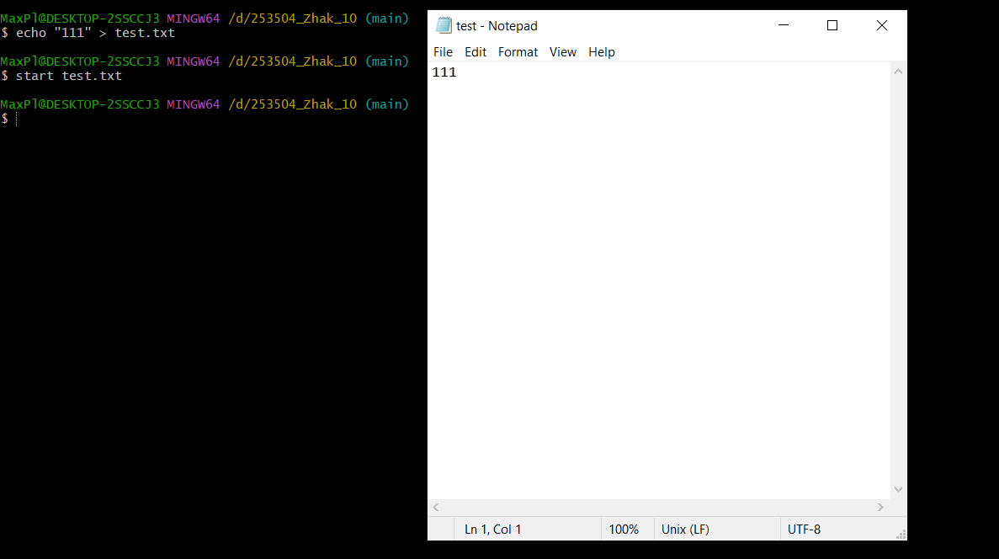 MaxPl@DESKTOP-2SSCCJ3 MINGW64 /d/253504_Zhak_10 (main)
$ echo "111" > test.txt
MaxPl@DESKTOP-2SSCCJ3 MINGW64 /d/253504_Zhak_10 (main)
$ start test.txt
MaxPl@DESKTOP-2SSCCJ3 MINGW64 /d/253504_Zhak_10 (main)
$
test - Notepad
File Edit Format View Help
111
Ln 1, Col 1 100% Unix (LF) UTF-8